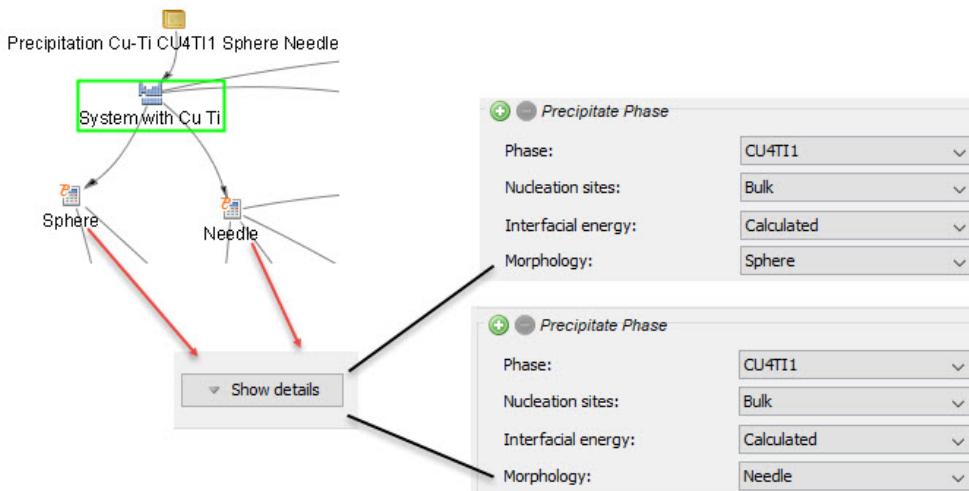 Precipitation Cu-Ti CU4TI1 Sphere Needle
System with Cu Ti
Sphere
Needle
Show details
Precipitate Phase
Phase: CU4TI1
Nucleation sites: Bulk
Interfacial energy: Calculated
Morphology: Sphere
Precipitate Phase
Phase: CU4TI1
Nucleation sites: Bulk
Interfacial energy: Calculated
Morphology: Needle